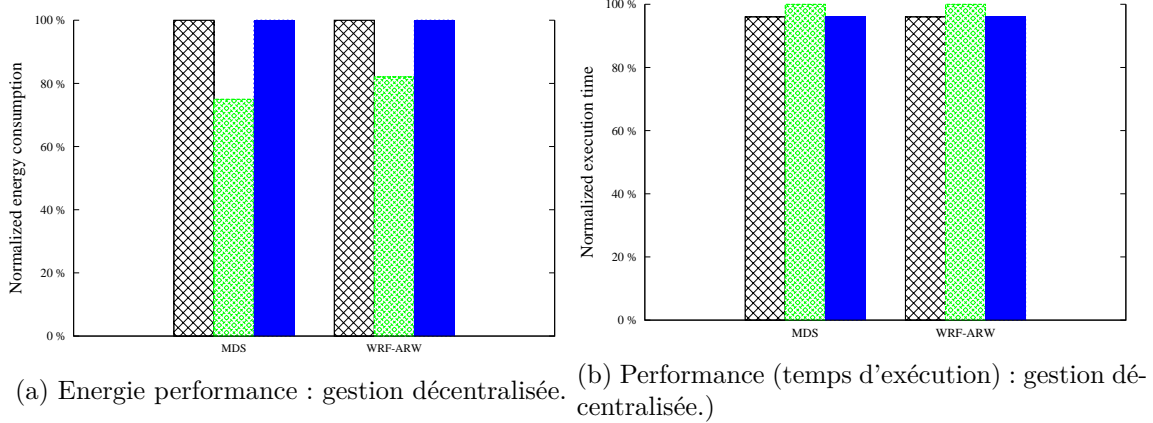 Normalized energy consumption
100 %
80 %
60 %
40 %
20 %
0 %
MDS WRF-ARW
(a) Energie performance : gestion décentralisée.
Normalized execution time
100 %
80 %
60 %
40 %
20 %
0 %
MDS WRF-ARW
(b) Performance (temps d'exécution) : gestion dé-
centralisée.)